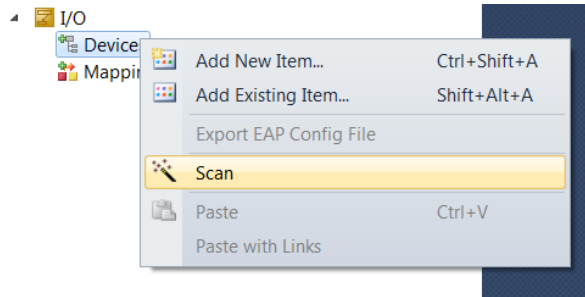 I/O
Device
Mappin
Add New Item... Ctrl+Shift+A
Add Existing Item... Shift+Alt+A
Export EAP Config File
Scan
Paste Ctrl+V
Paste with Links